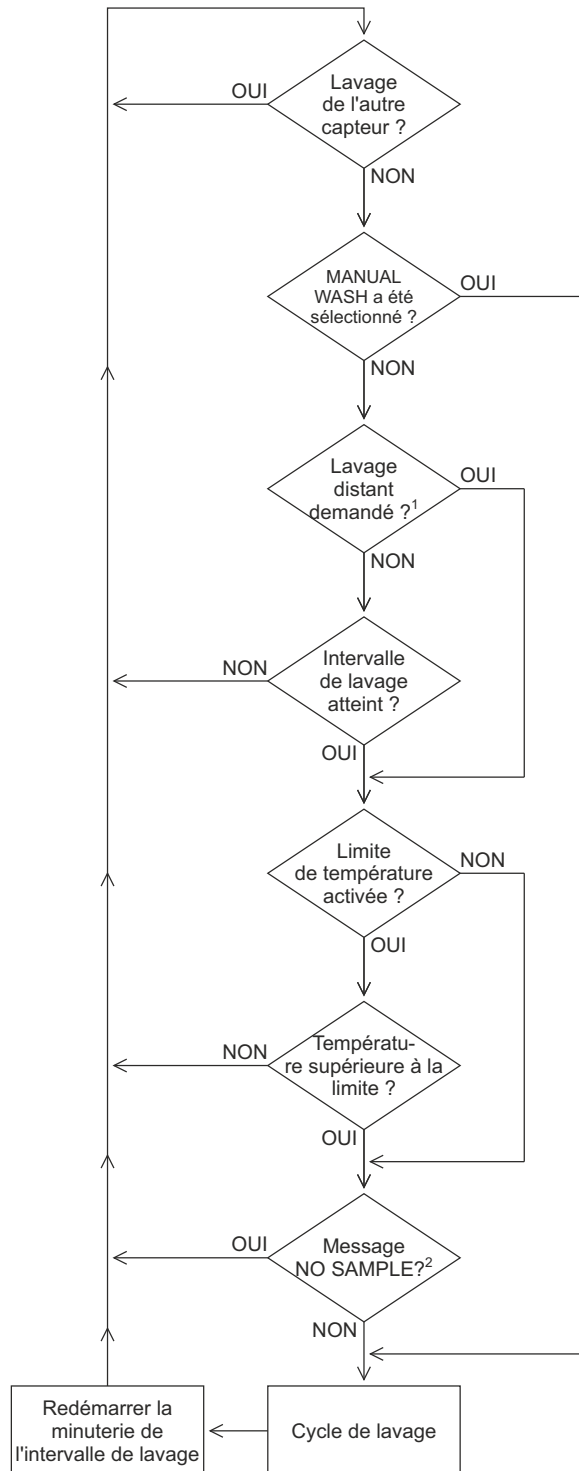 Lavage
de l'autre
capteur ?
OUI
NON
MANUAL
WASH a été
sélectionné ?
OUI
NON
Lavage
distant
demandé ?¹
OUI
NON
Intervalle
de lavage
atteint ?
NON
OUI
Limite
de température
activée ?
NON
OUI
Températu-
re supérieure à la
limite ?
NON
OUI
Message
NO SAMPLE?²
OUI
NON
Cycle de lavage
Redémarrer la
minuterie de
l'intervalle de lavage